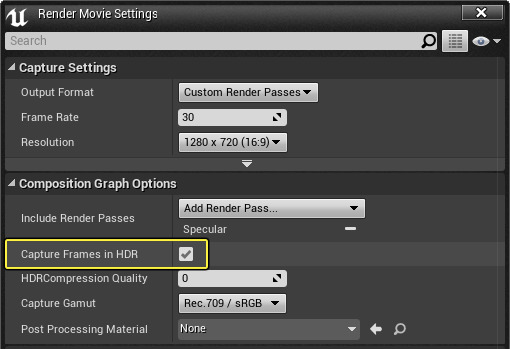 Render Movie Settings
Search
Capture Settings
Output Format Custom Render Passes
Frame Rate 30
Resolution 1280 x 720 (16:9)
Composition Graph Options
Include Render Passes Add Render Pass...
Specular
Capture Frames in HDR
HDRCompression Quality 0
Capture Gamut Rec.709 / sRGB
Post Processing Material None